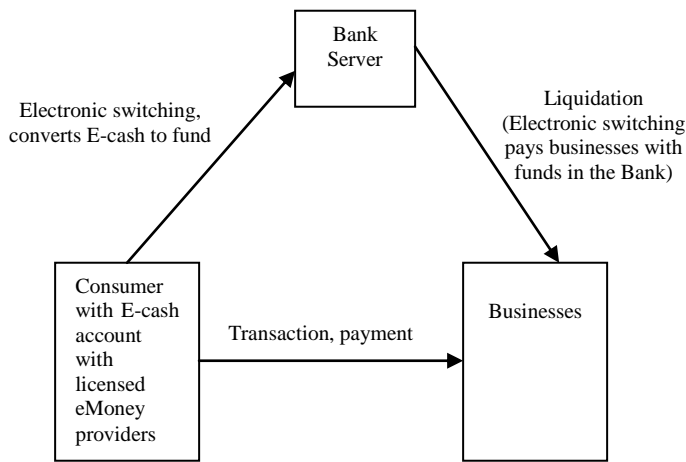 Bank
Server
Electronic switching,
converts E-cash to fund
Liquidation
(Electronic switching
pays businesses with
funds in the Bank)
Consumer
with E-cash
account
with
licensed
eMoney
providers
Transaction, payment
Businesses